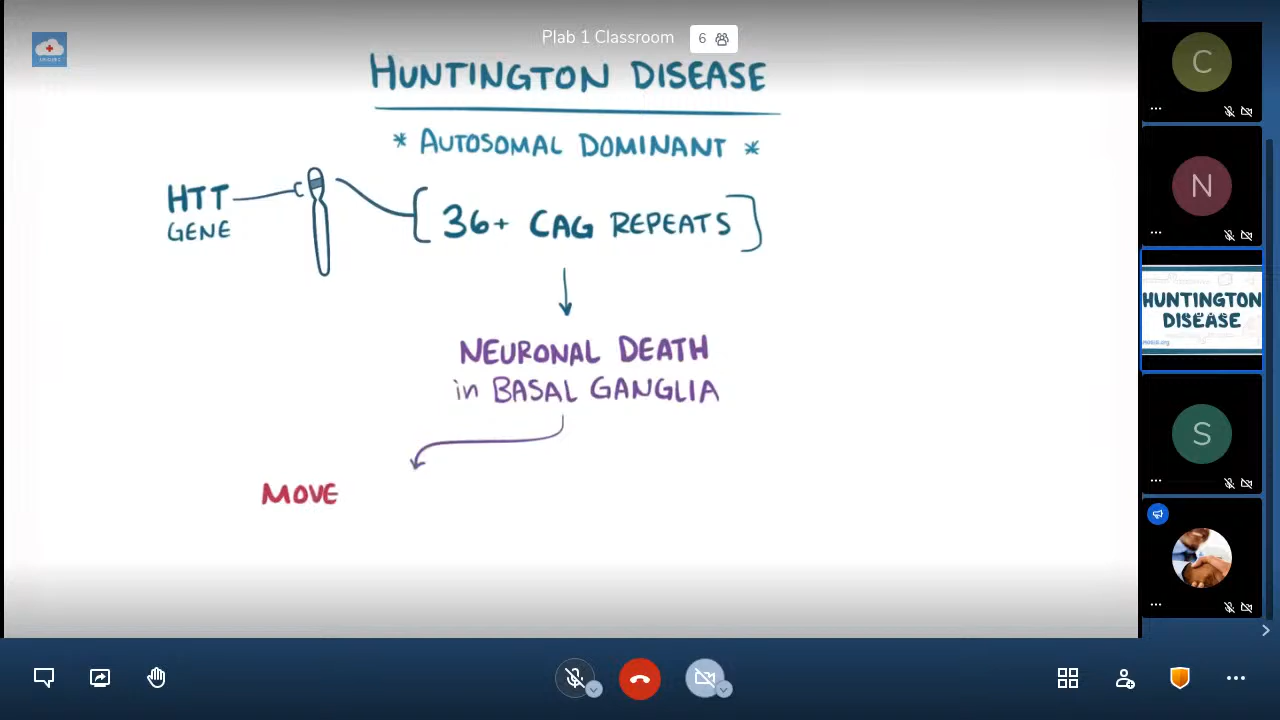 Plab 1 Classroom
6
HUNTINGTON DISEASE
* AUTOSOMAL DOMINANT *
HTT
GENE
[36+ CAG REPEATS]
NEURONAL DEATH
in BASAL GANGLIA
MOVE
C
N
HUNTINGTON
DISEASE
S